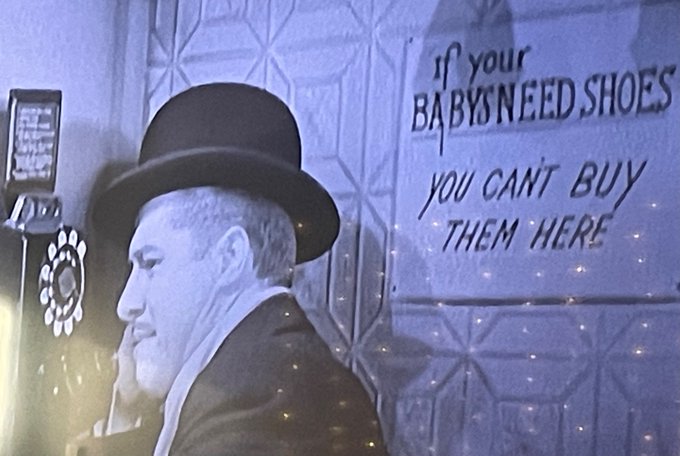 If your
BABYS NEED SHOES
YOU CAN'T BUY
THEM HERE